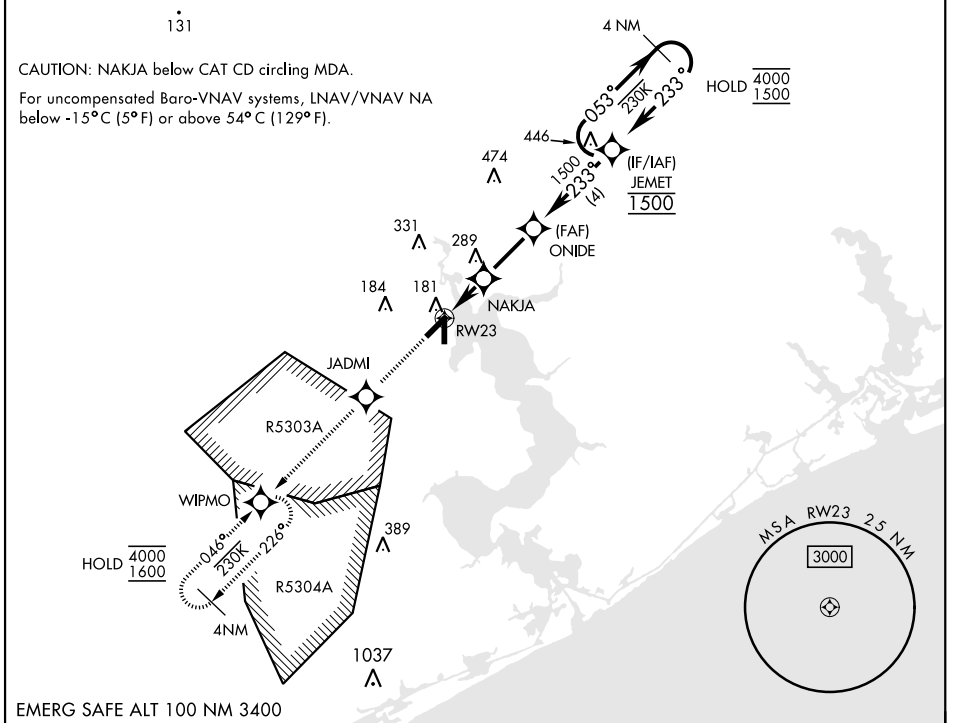 131
CAUTION: NAKJA below CAT CD circling MDA.
For uncompensated Baro-VNAV systems, LNAV/VNAV NA
below -15°C (5°F) or above 54°C (129°F).
4 NM
HOLD 4000
1500
053°
230K
233°
446
(IF/IAF)
JEMET
1500
1500
233°
(4)
474
(FAF)
ONIDE
331
289
NAKJA
184
181
RW23
JADMI
R5303A
WIPMO
HOLD 4000
1600
046°
230K
226°
4NM
389
R5304A
1037
MSA RW23 25 NM
3000
EMERG SAFE ALT 100 NM 3400